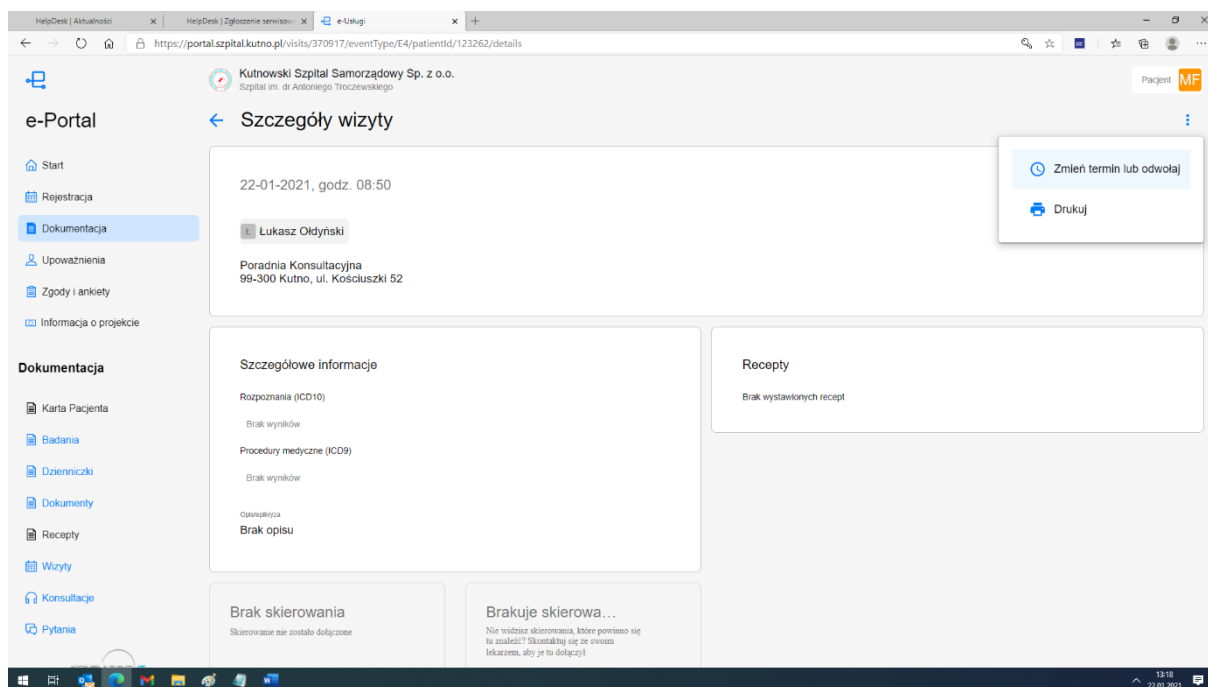 HelpDesk | Aktualności
HelpDesk | Zgłoszenie serwisow
e-Usługi
https://portal.szpital.kutno.pl/visits/370917/eventType/E4/patientId/123262/details
Kutnowski Szpital Samorządowy Sp. z o.o.
Szpital im. dr Antoniego Troczewskiego
Pacjent MF
e-Portal
Szczegóły wizyty
Zmień termin lub odwołaj
Drukuj
Start
Rejestracja
Dokumentacja
Upoważnienia
Zgody i ankiety
Informacja o projekcie
Dokumentacja
Karta Pacjenta
Badania
Dzienniczki
Dokumenty
Recepty
Wizyty
Konsultacje
Pytania
22-01-2021, godz. 08:50
Ł Łukasz Ołdyński
Poradnia Konsultacyjna
99-300 Kutno, ul. Kościuszki 52
Szczegółowe informacje
Rozpoznania (ICD10)
Brak wyników
Procedury medyczne (ICD9)
Brak wyników
Opis/epikryza
Brak opisu
Recepty
Brak wystawionych recept
Brak skierowania
Skierowanie nie zostało dołączone
Brakuje skierowa...
Nie widzisz skierowania, które powinno się
tu znaleźć? Skontaktuj się ze swoim
lekarzem, aby je tu dołączył
13:18
22.01.2021